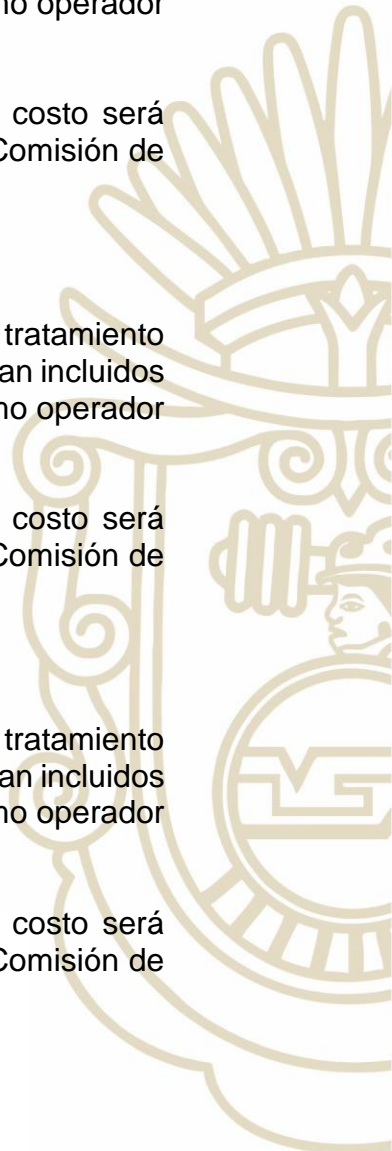 no operador
costo será
Comisión de
tratamiento
an incluidos
no operador
costo será
Comisión de
tratamiento
an incluidos
no operador
costo será
Comisión de